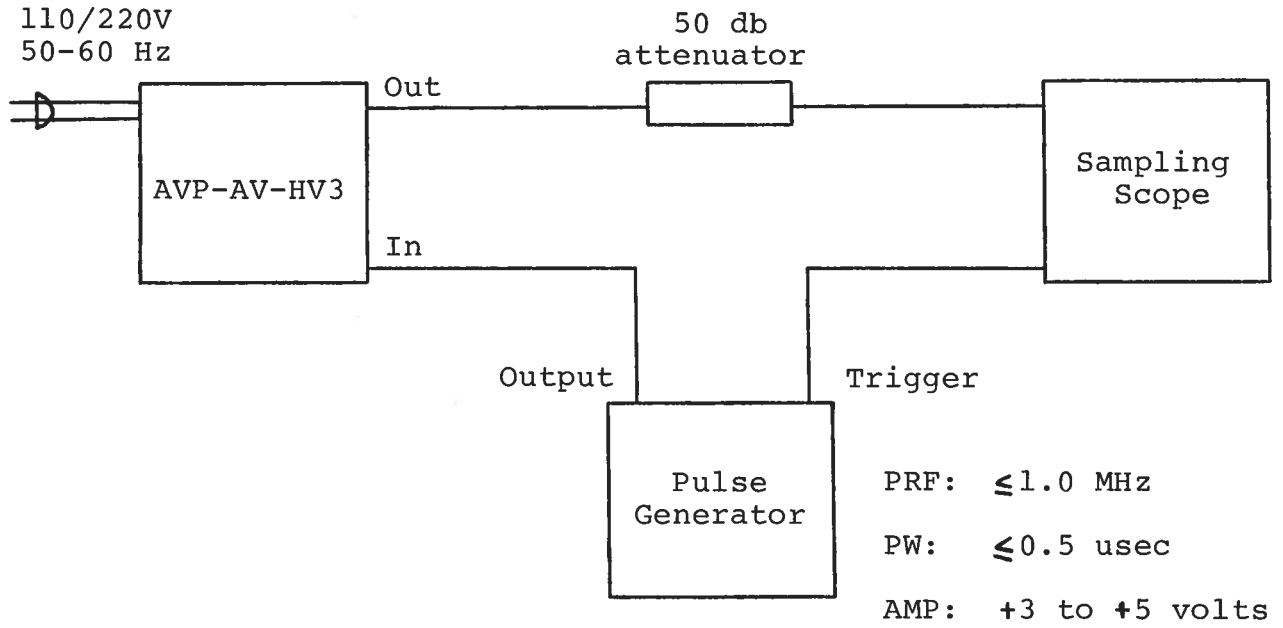 110/220V
50-60 Hz
50 db
attenuator
Out
AVP-AV-HV3
Sampling
Scope
In
Output
Trigger
Pulse
Generator
PRF: ≤1.0 MHz
PW: ≤0.5 usec
AMP: +3 to +5 volts